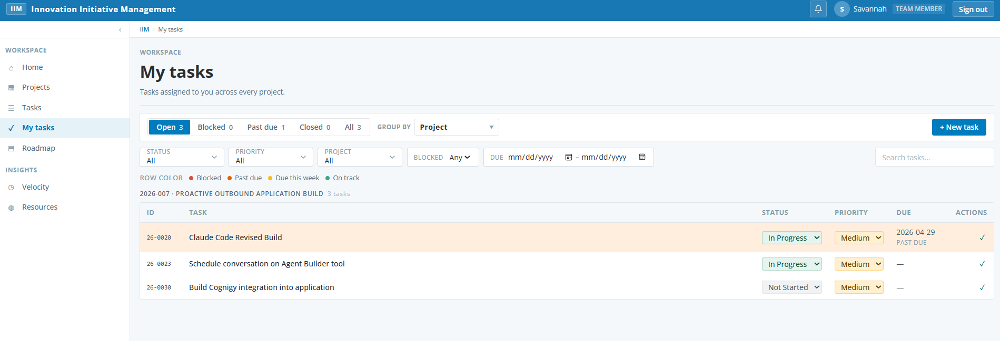 IIM Innovation Initiative Management
S Savannah TEAM MEMBER Sign out
IIM My tasks
WORKSPACE
Home
Projects
Tasks
My tasks
Roadmap
INSIGHTS
Velocity
Resources
WORKSPACE
My tasks
Tasks assigned to you across every project.
Open 3 Blocked 0 Past due 1 Closed 0 All 3 GROUP BY Project + New task
STATUS All PRIORITY All PROJECT All BLOCKED Any DUE mm/dd/yyyy – mm/dd/yyyy Search tasks...
ROW COLOR Blocked Past due Due this week On track
2026-007 · PROACTIVE OUTBOUND APPLICATION BUILD 3 tasks
ID TASK STATUS PRIORITY DUE ACTIONS
26-0020 Claude Code Revised Build In Progress Medium 2026-04-29 PAST DUE ✓
26-0023 Schedule conversation on Agent Builder tool In Progress Medium — ✓
26-0030 Build Cognigy integration into application Not Started Medium — ✓